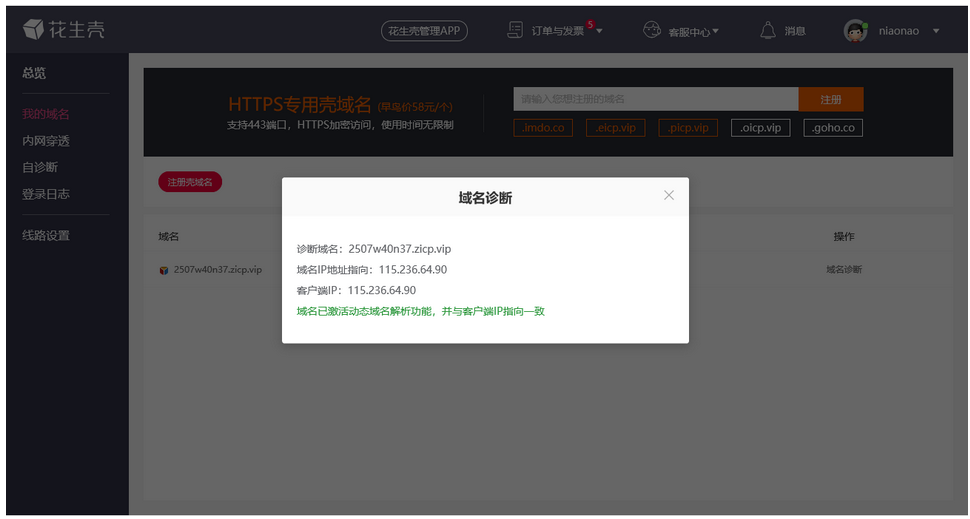 花生壳
花生壳管理APP
订单与发票
5
客服中心
消息
niaonao
总览
我的域名
内网穿透
自诊断
登录日志
线路设置
HTTPS专用壳域名 (早鸟价58元/个)
支持443端口，HTTPS加密访问，使用时间无限制
请输入您想注册的域名
注册
.imdo.co
.eicp.vip
.picp.vip
.oicp.vip
.goho.co
注册壳域名
域名
操作
2507w40n37.zicp.vip
域名诊断
域名诊断
诊断域名：2507w40n37.zicp.vip
域名IP地址指向：115.236.64.90
客户端IP：115.236.64.90
域名已激活动态域名解析功能，并与客户端IP指向一致